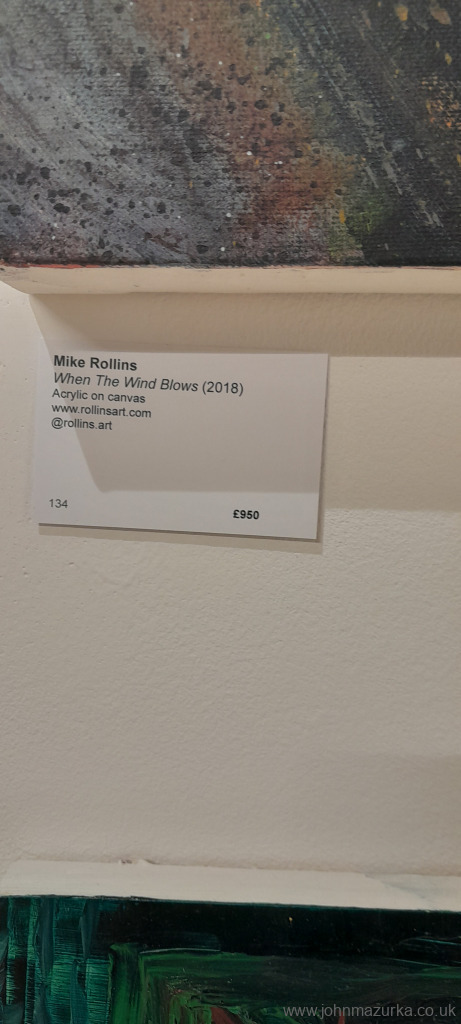 Mike Rollins
When The Wind Blows (2018)
Acrylic on canvas
www.rollinsart.com
@rollins.art
134
£950
www.johnmazurka.co.uk